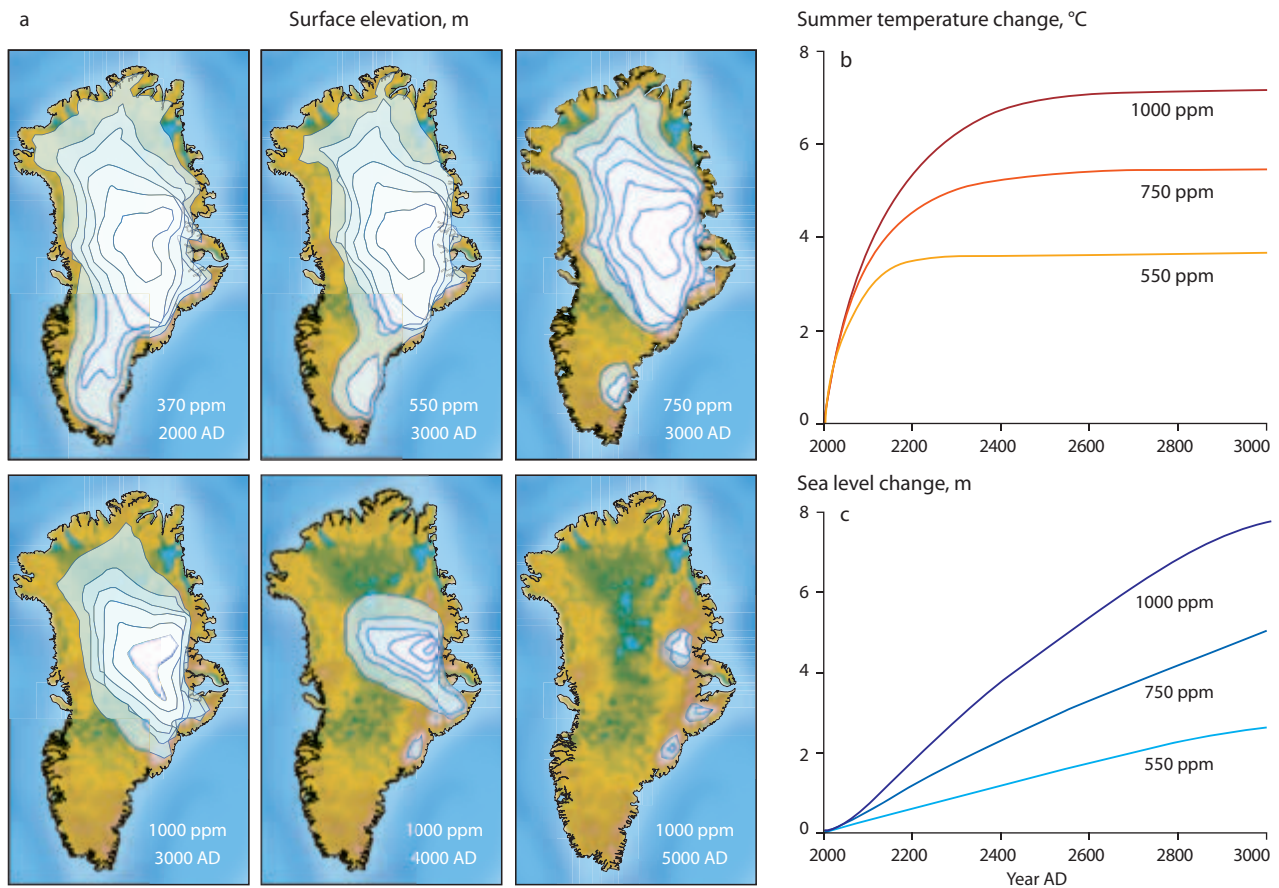 a
Surface elevation, m
370 ppm
2000 AD
550 ppm
3000 AD
750 ppm
3000 AD
1000 ppm
3000 AD
1000 ppm
4000 AD
1000 ppm
5000 AD
Summer temperature change, °C
b
8
6
4
2
0
1000 ppm
750 ppm
550 ppm
2000 2200 2400 2600 2800 3000
Sea level change, m
c
8
6
4
2
0
1000 ppm
750 ppm
550 ppm
2000 2200 2400 2600 2800 3000
Year AD